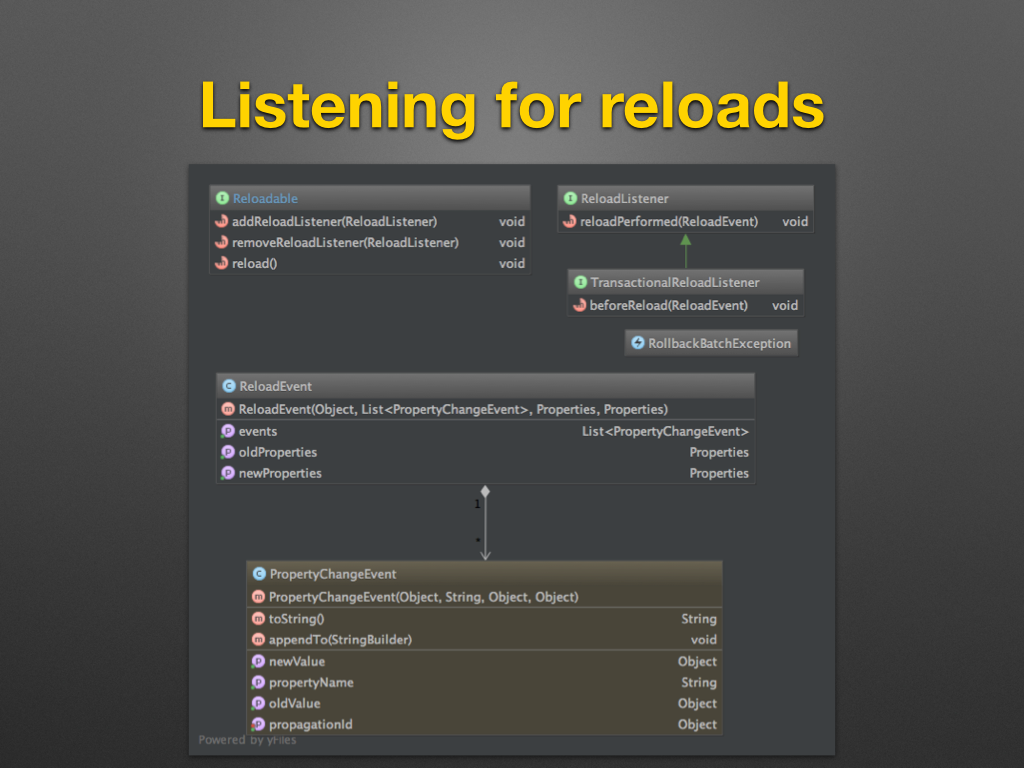 Listening for reloads
Reloadable
addReloadListener(ReloadListener) void
removeReloadListener(ReloadListener) void
reload() void
ReloadListener
reloadPerformed(ReloadEvent) void
TransactionalReloadListener
beforeReload(ReloadEvent) void
RollbackBatchException
ReloadEvent
ReloadEvent(Object, List<PropertyChangeEvent>, Properties, Properties)
events List<PropertyChangeEvent>
oldProperties Properties
newProperties Properties
1
*
PropertyChangeEvent
PropertyChangeEvent(Object, String, Object, Object)
toString() String
appendTo(StringBuilder) void
newValue Object
propertyName String
oldValue Object
propagationId Object
Powered by yFiles